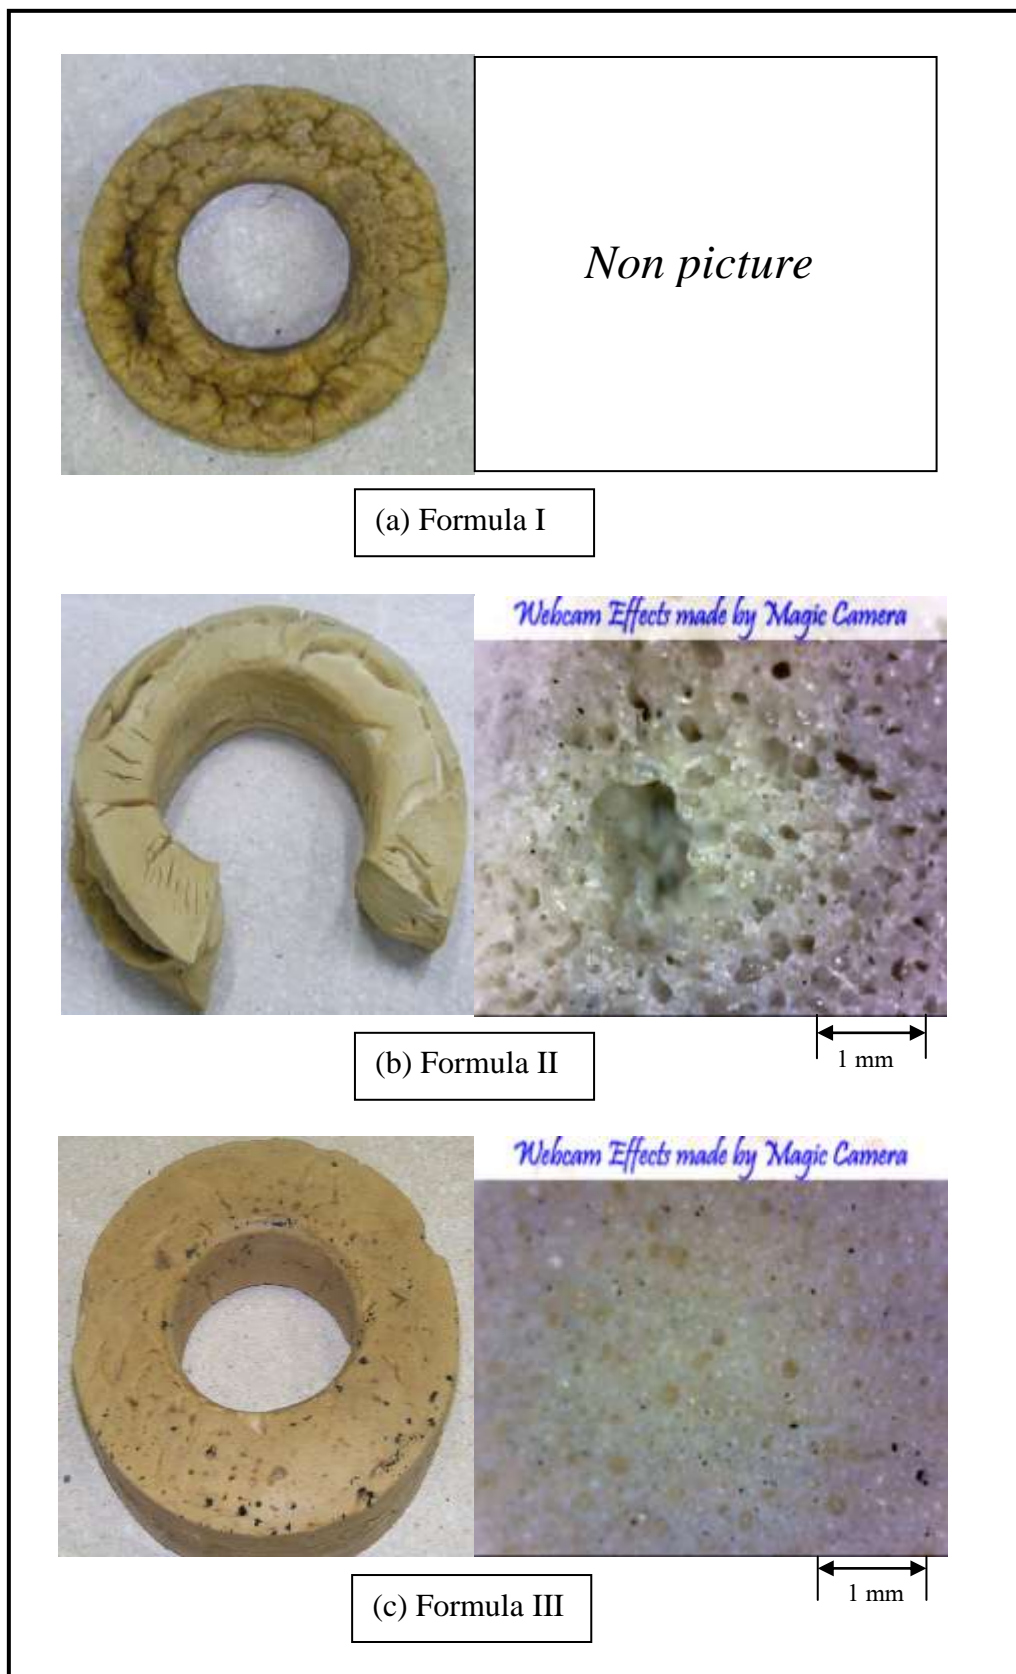 Non picture
(a) Formula I
Webcam Effects made by Magic Camera
(b) Formula II
1 mm
Webcam Effects made by Magic Camera
(c) Formula III
1 mm